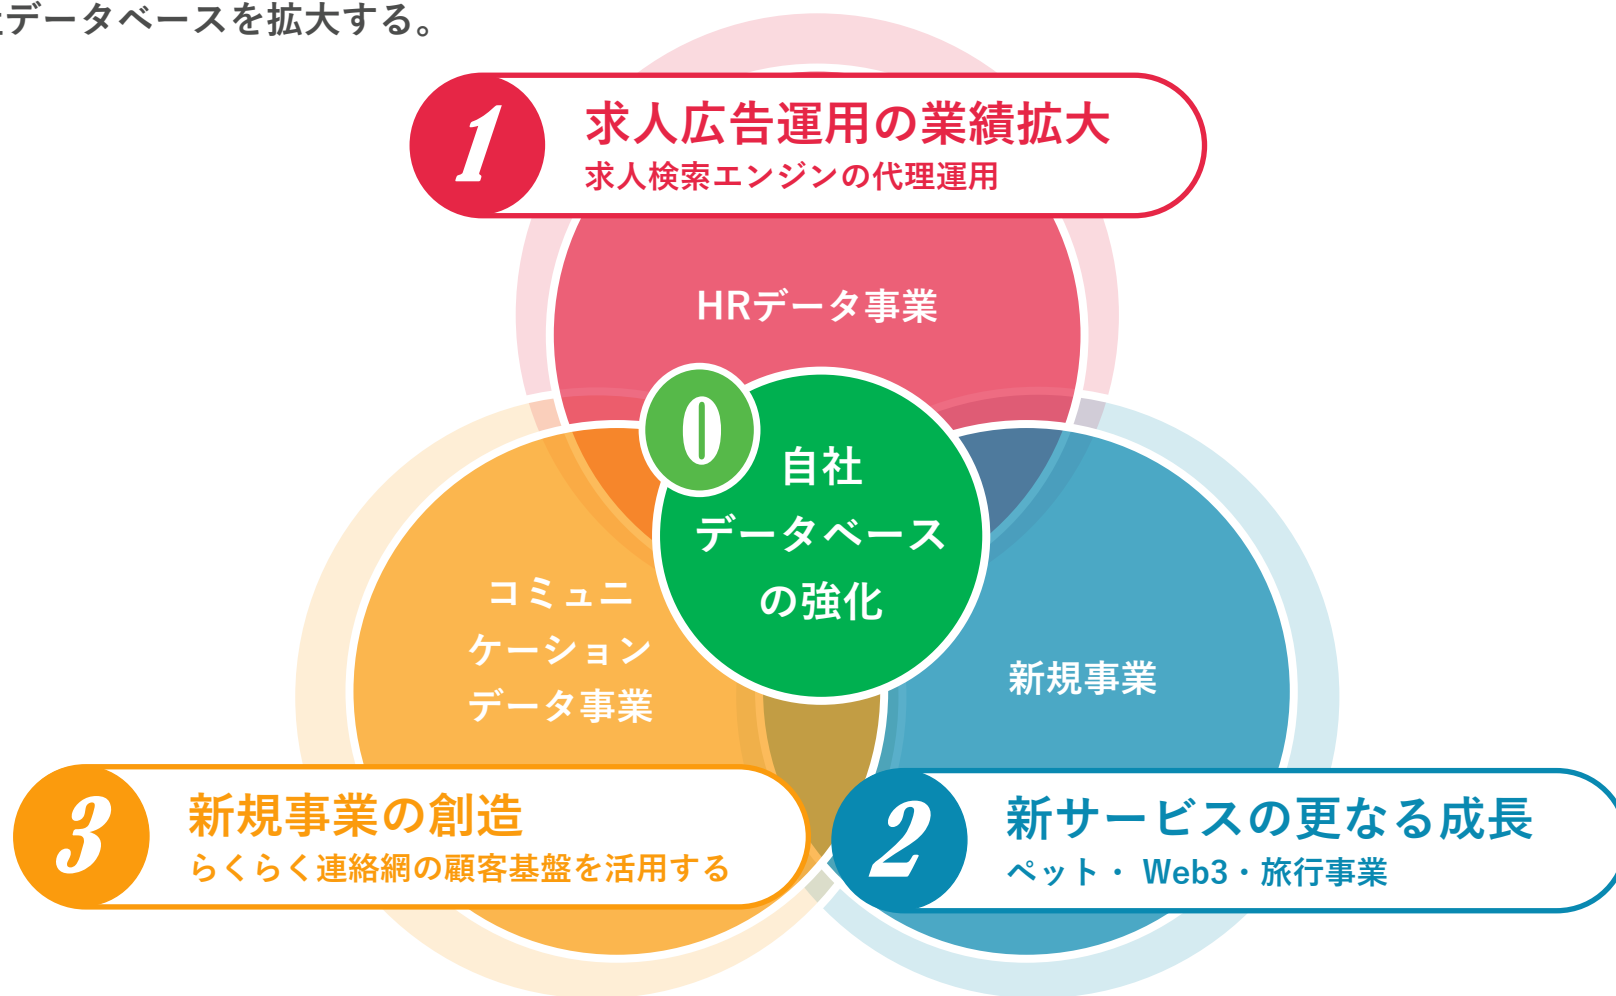 データベースを拡大する。
1
求人広告運用の業績拡大
求人検索エンジンの代理運用
HRデータ事業
0
自社
データベース
の強化
コミュニ
ケーション
データ事業
新規事業
3
新規事業の創造
らくらく連絡網の顧客基盤を活用する
2
新サービスの更なる成長
ペット・ Web3・旅行事業